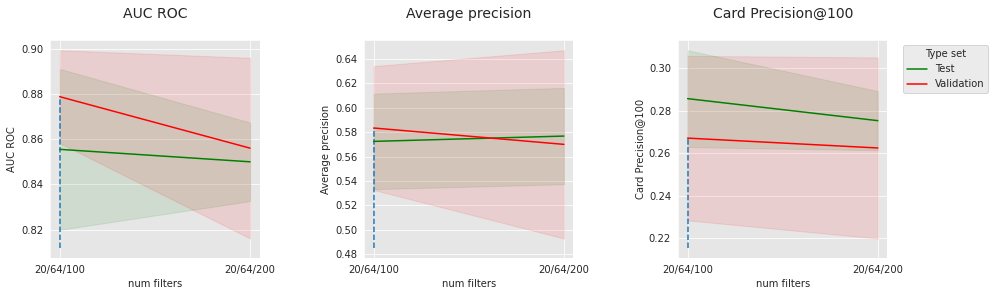 AUC ROC
Average precision
Card Precision@100
AUC ROC
0.90
0.88
0.86
0.84
0.82
20/64/100
20/64/200
num filters
Average precision
0.64
0.62
0.60
0.58
0.56
0.54
0.52
0.50
0.48
20/64/100
20/64/200
num filters
Card Precision@100
0.30
0.28
0.26
0.24
0.22
20/64/100
20/64/200
num filters
Type set
Test
Validation